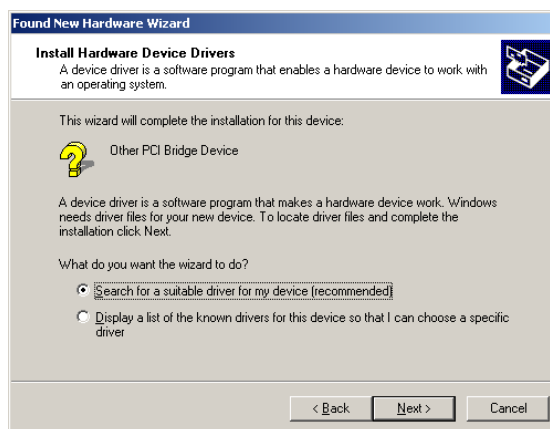 Found New Hardware Wizard
Install Hardware Device Drivers
A device driver is a software program that enables a hardware device to work with
an operating system.
This wizard will complete the installation for this device:
Other PCI Bridge Device
A device driver is a software program that makes a hardware device work. Windows
needs driver files for your new device. To locate driver files and complete the
installation click Next.
What do you want the wizard to do?
Search for a suitable driver for my device (recommended)
Display a list of the known drivers for this device so that I can choose a specific
driver
< Back Next > Cancel